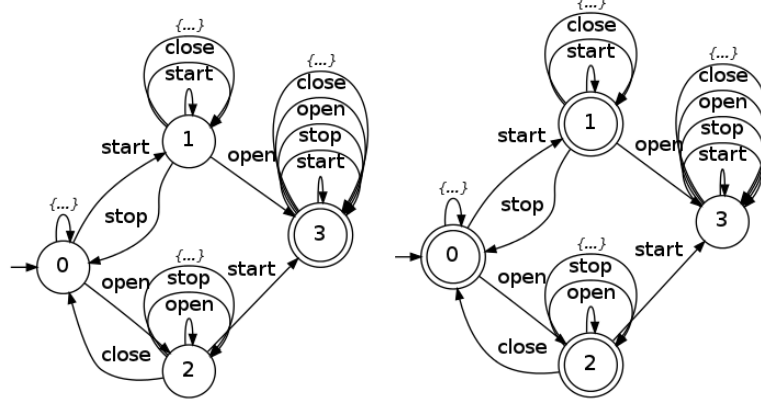 {...}
close
start
1
{...}
close
open
stop
start
3
start
open
stop
{...}
0
open
{...}
stop
open
start
2
close
{...}
close
start
1
{...}
close
open
stop
start
3
start
open
stop
{...}
0
open
{...}
stop
open
start
2
close